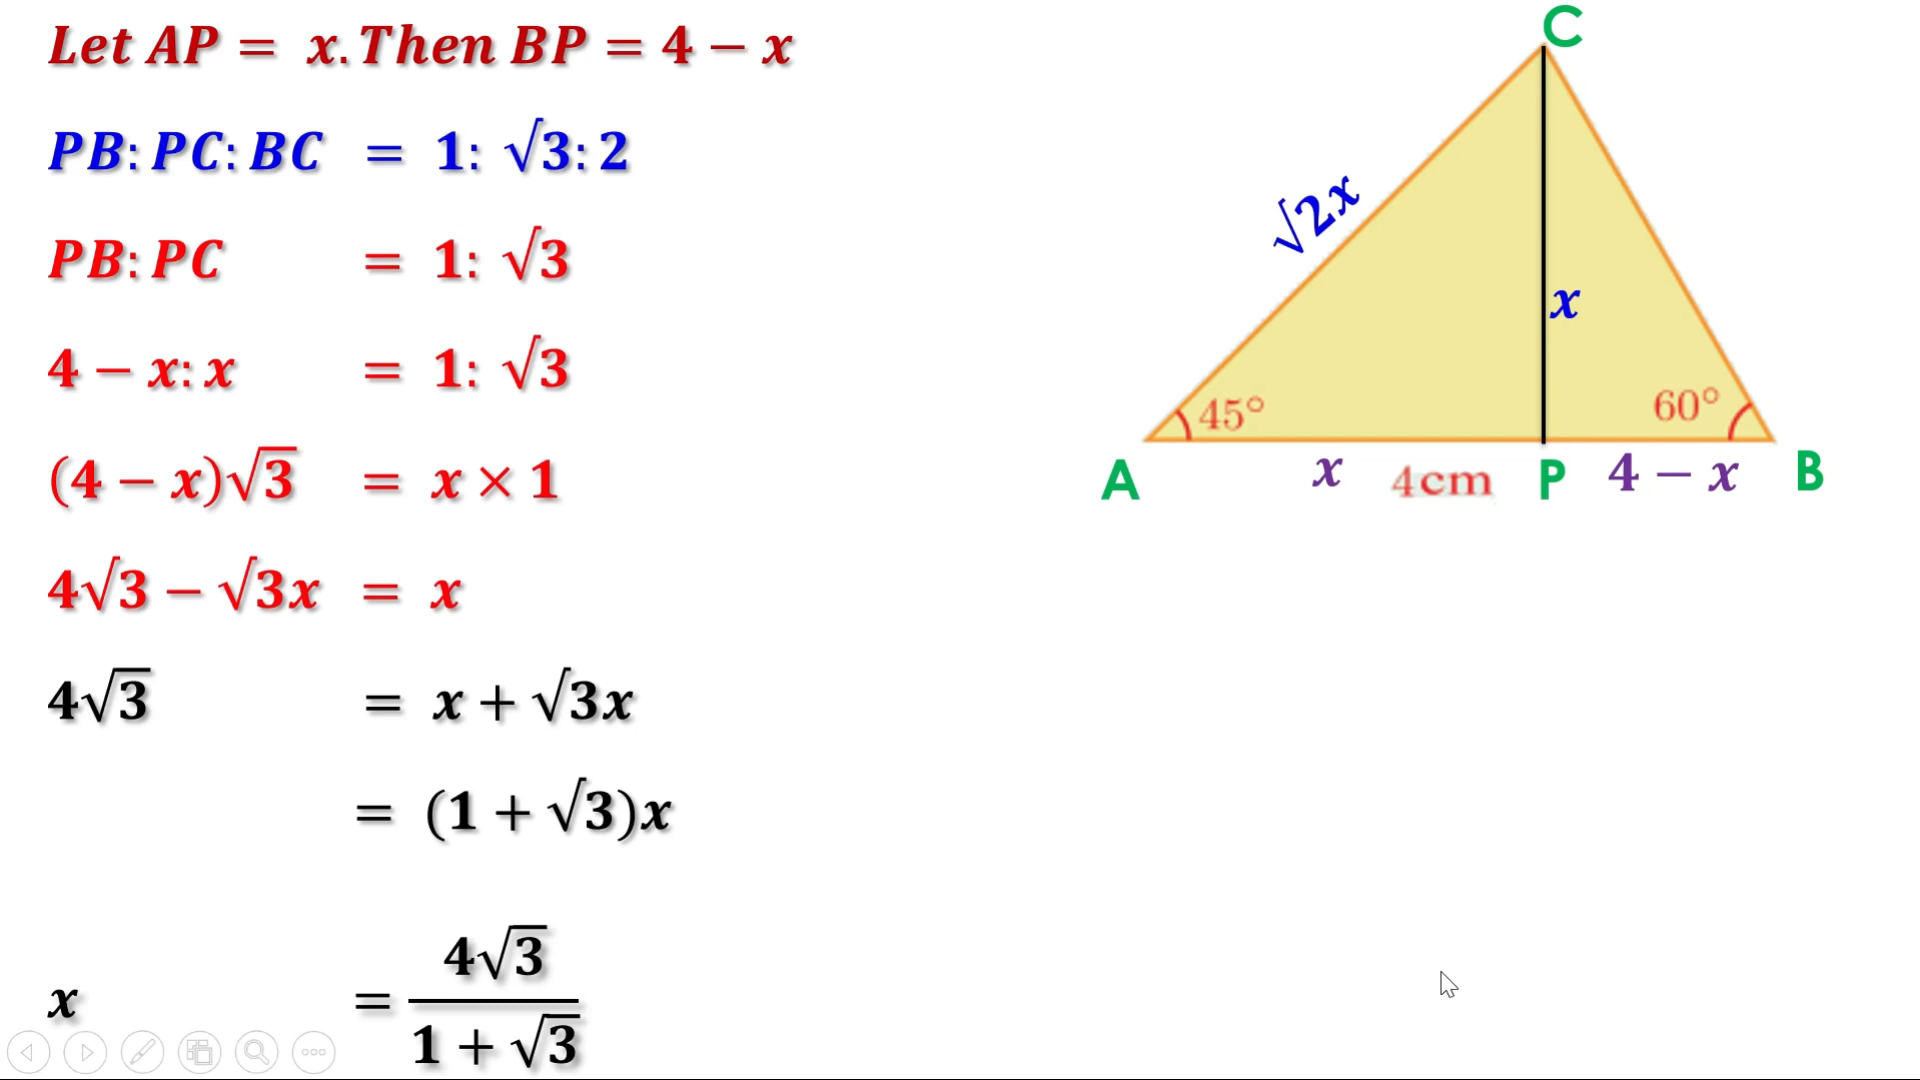 Let AP = x. Then BP = 4 − x
PB: PC: BC = 1: √3: 2
PB: PC = 1: √3
4 − x: x = 1: √3
(4 − x)√3 = x × 1
4√3 − √3x = x
4√3 = x + √3x
= (1 + √3)x
x = 4√3 / 1 + √3
C
√2x
x
45° 60°
A x 4cm P 4 − x B